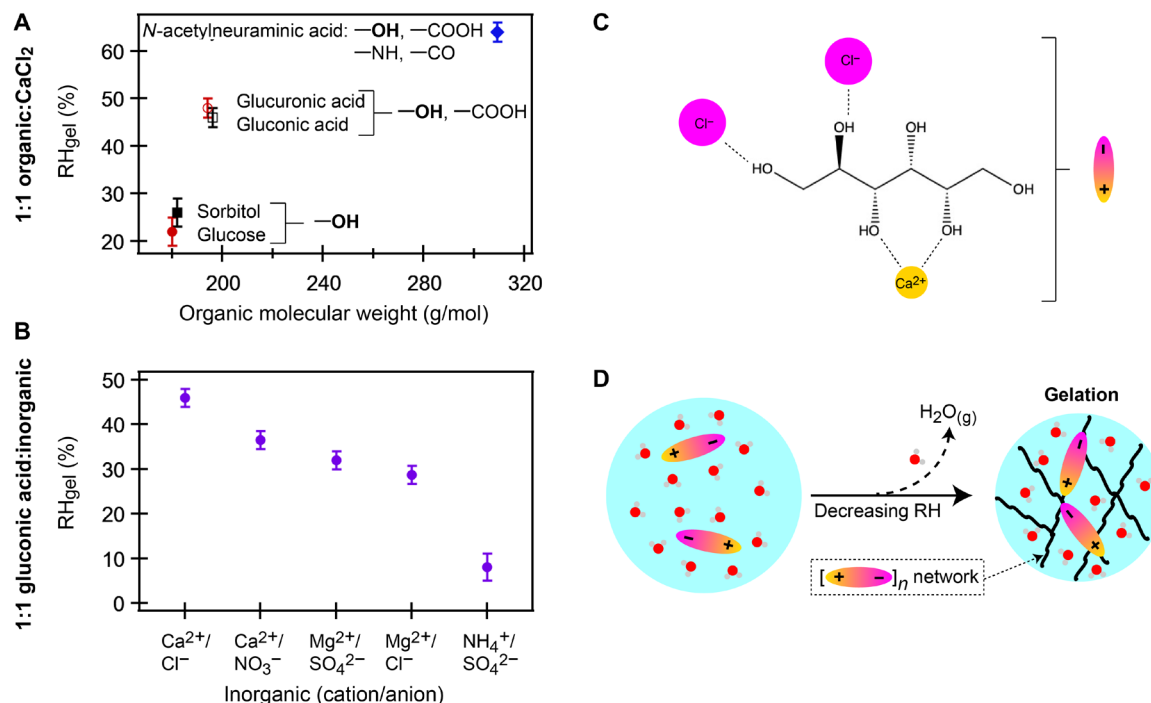 A
1:1 organic:CaCl₂
RH_gel (%)
60
50
40
30
20
N-acetylneuraminic acid: —OH, —COOH
—NH, —CO
Glucuronic acid
Gluconic acid
—OH, —COOH
Sorbitol
Glucose
—OH
200
240
280
320
Organic molecular weight (g/mol)
B
1:1 gluconic acid:inorganic
RH_gel (%)
50
40
30
20
10
0
Ca²⁺/
Cl⁻
Ca²⁺/
NO₃⁻
Mg²⁺/
SO₄²⁻
Mg²⁺/
Cl⁻
NH₄⁺/
SO₄²⁻
Inorganic (cation/anion)
C
Cl⁻
Cl⁻
OH
OH
HO
OH
HO
OH
Ca²⁺
−
+
D
Gelation
H₂O₍g₎
Decreasing RH
+ −
− +
[+ −]ₙ network
− +
− +